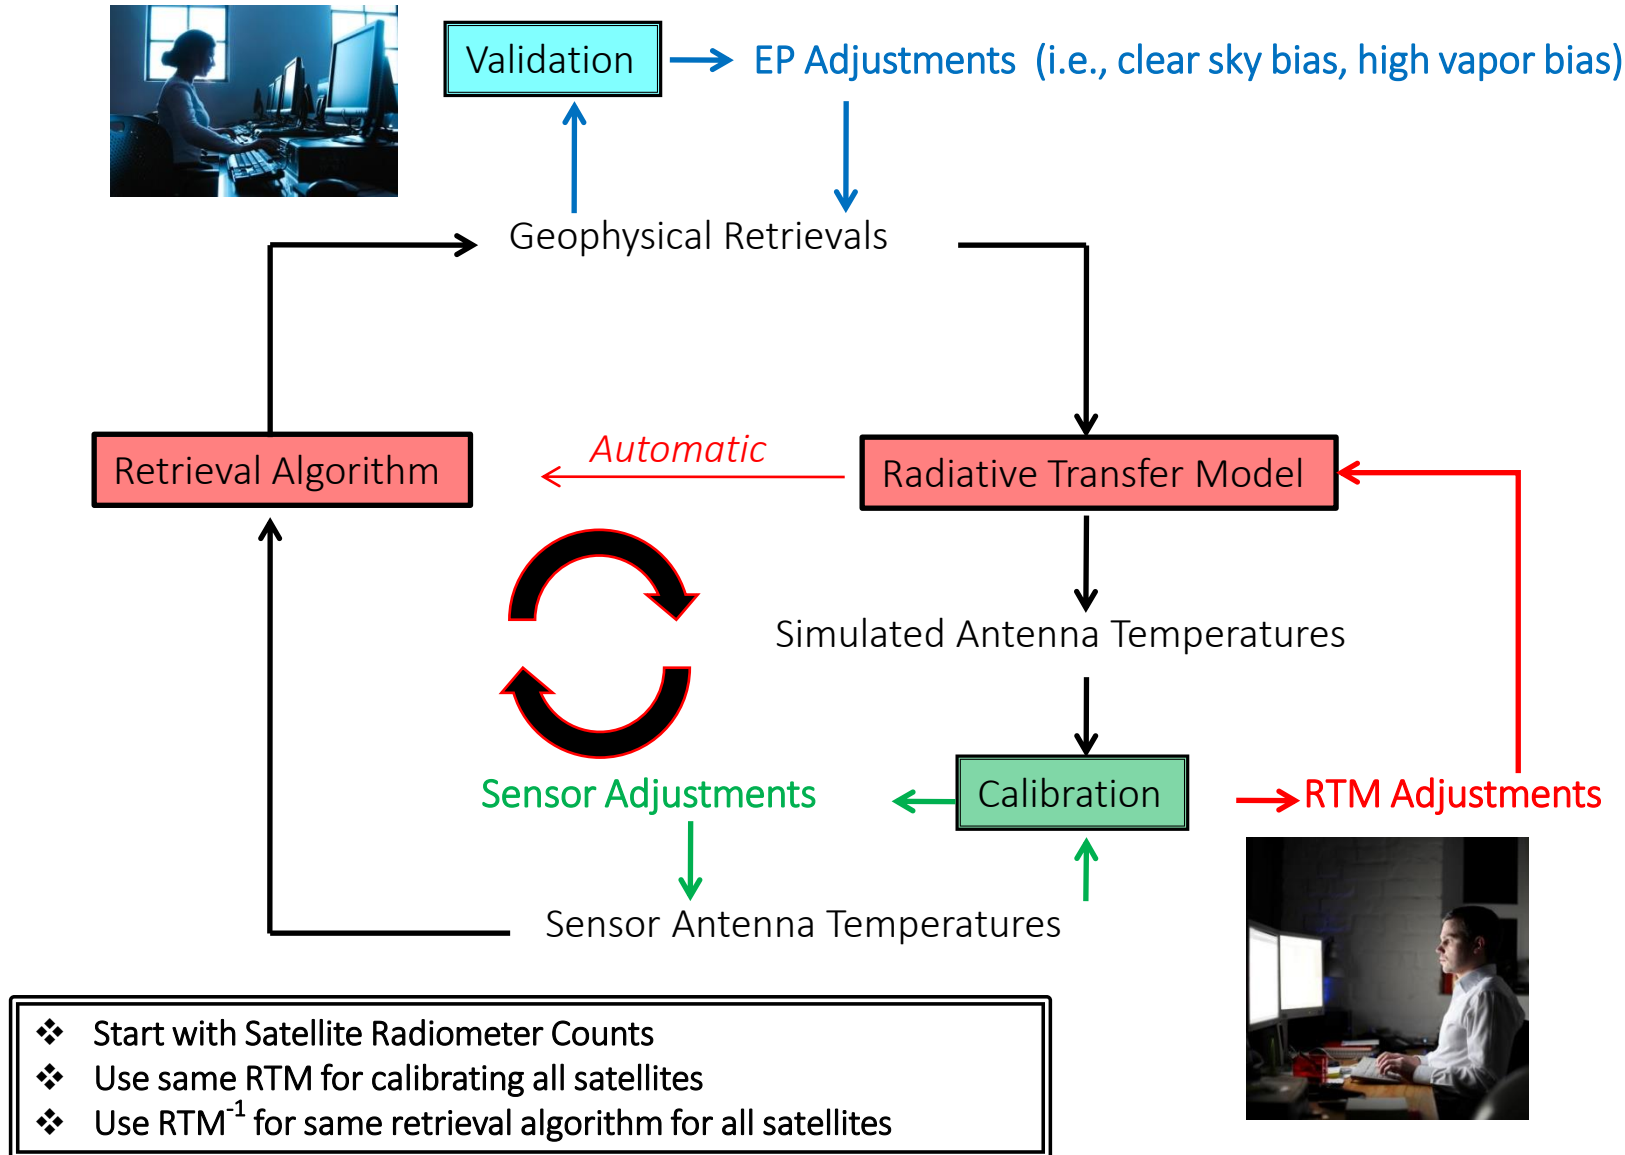 Validation
EP Adjustments (i.e., clear sky bias, high vapor bias)
Geophysical Retrievals
Retrieval Algorithm
Automatic
Radiative Transfer Model
Simulated Antenna Temperatures
Sensor Adjustments
Calibration
RTM Adjustments
Sensor Antenna Temperatures
❖ Start with Satellite Radiometer Counts
❖ Use same RTM for calibrating all satellites
❖ Use RTM⁻¹ for same retrieval algorithm for all satellites